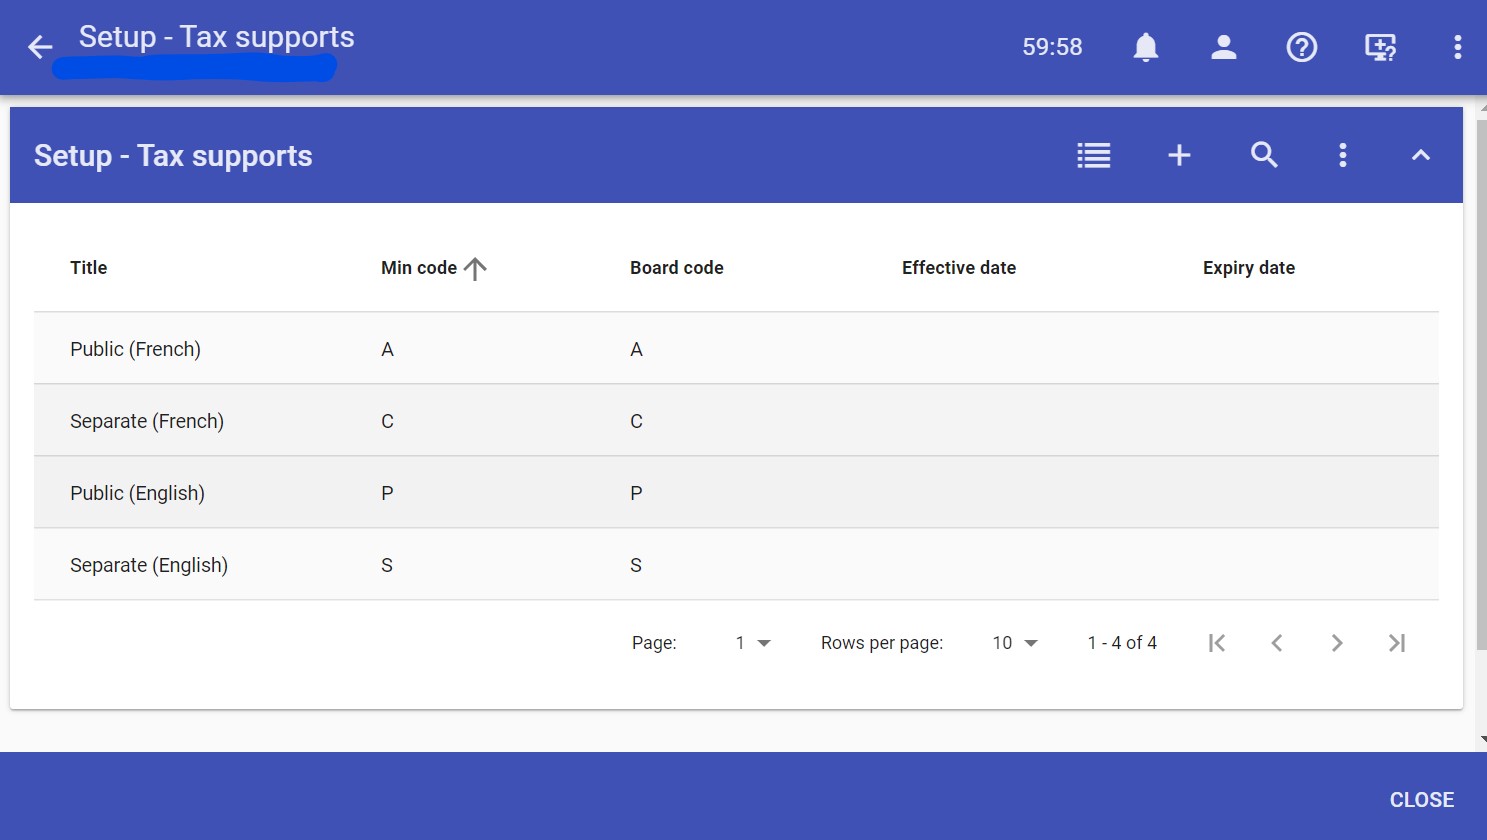 Setup - Tax supports
59:58
Setup - Tax supports
Title Min code Board code Effective date Expiry date
Public (French) A A
Separate (French) C C
Public (English) P P
Separate (English) S S
Page: 1 Rows per page: 10 1 - 4 of 4
CLOSE